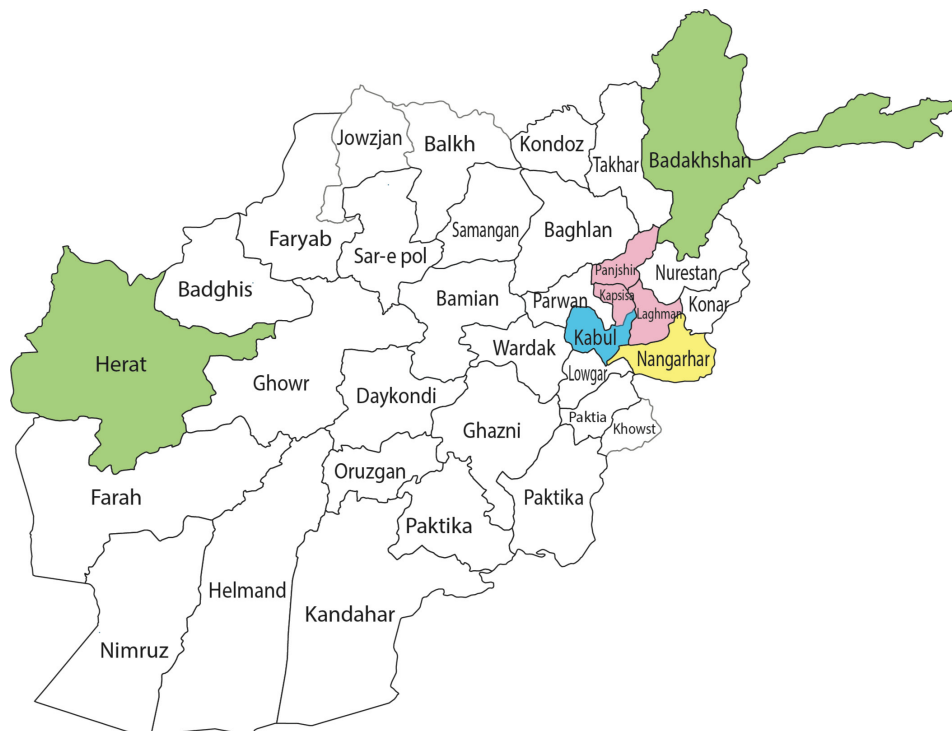 Jowzjan
Balkh
Kondoz
Takhar
Badakhshan
Faryab
Sar-e pol
Samangan
Baghlan
Panjshir
Nurestan
Badghis
Bamian
Parwan
Kapsisa
Laghman
Konar
Herat
Ghowr
Wardak
Kabul
Nangarhar
Daykondi
Lowgar
Ghazni
Paktia
Khowst
Farah
Oruzgan
Paktika
Paktika
Helmand
Kandahar
Nimruz